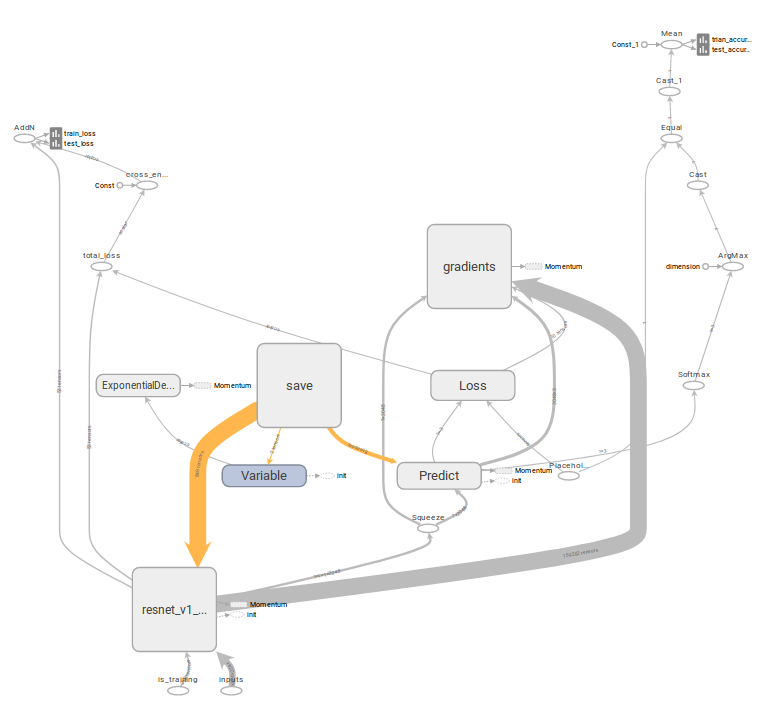 Mean
Const_1
trian_accur...
test_accur...
Cast_1
AddN
train_loss
test_loss
Equal
cross_en...
Const
Cast
total_loss
gradients
Momentum
dimension
ArgMax
save
ExponentialDe...
Momentum
Loss
Softmax
Variable
init
Predict
Momentum
init
Placehol...
Squeeze
resnet_v1_...
Momentum
init
is_training
inputs